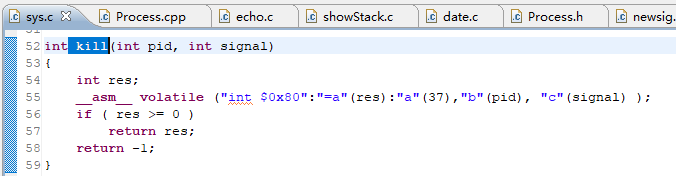 sys.c Process.cpp echo.c showStack.c date.c Process.h newsig.
52 int kill(int pid, int signal)
53 {
54 int res;
55 __asm__ volatile ("int $0x80":"=a"(res):"a"(37),"b"(pid), "c"(signal) );
56 if ( res >= 0 )
57 return res;
58 return -1;
59 }